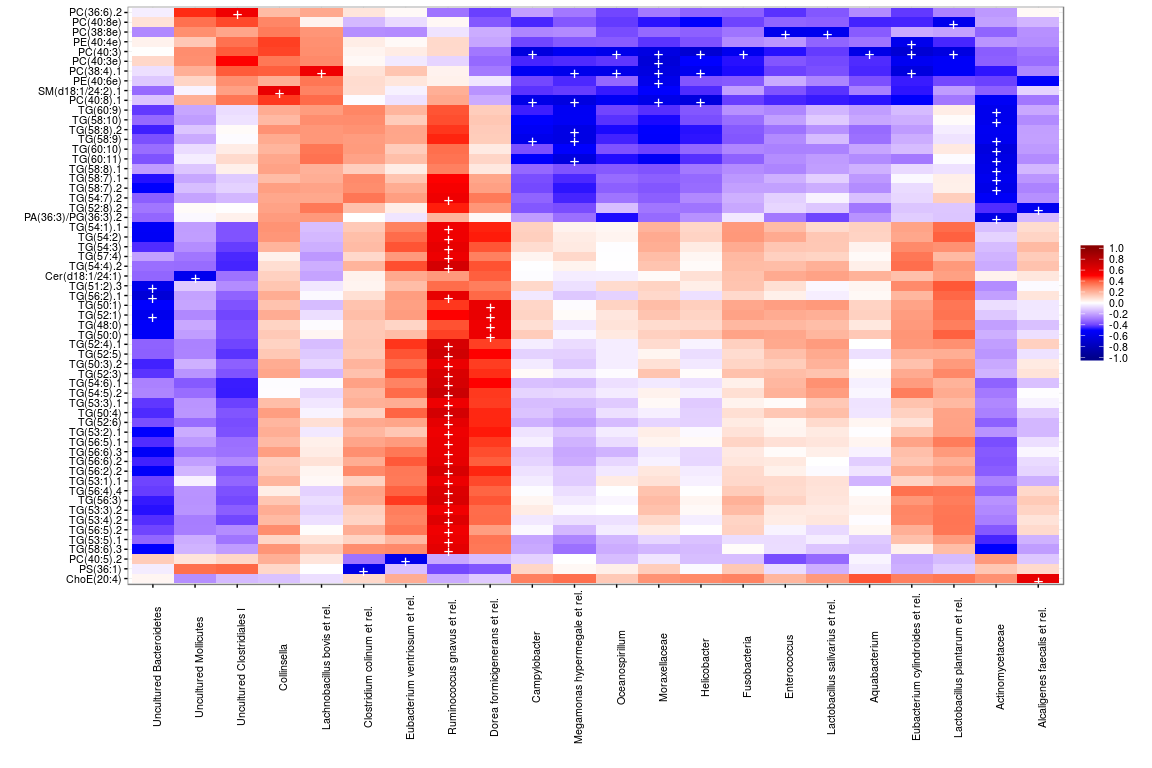 PC(36:6).2
PC(40:8e)
PC(38:8e)
PE(40:4e)
PC(40:3)
PC(40:3e)
PC(38:4).1
PE(40:6e)
SM(d18:1/24:2).1
PC(40:8).1
TG(60:9)
TG(58:10)
TG(58:8).2
TG(58:9)
TG(60:10)
TG(60:11)
TG(58:8).1
TG(58:7).1
TG(58:7).2
TG(54:7).2
TG(52:8).2
PA(36:3)/PG(36:3).2
TG(54:1).1
TG(54:2)
TG(54:3)
TG(57:4)
TG(54:4).2
Cer(d18:1/24:1)
TG(51:2).3
TG(56:2).1
TG(50:1)
TG(52:1)
TG(48:0)
TG(50:0)
TG(52:4).1
TG(52:5)
TG(50:3).2
TG(52:3)
TG(54:6).1
TG(54:5).2
TG(53:3).1
TG(50:4)
TG(52:6)
TG(53:2).1
TG(56:5).1
TG(56:6).3
TG(56:6).2
TG(56:2).2
TG(53:1).1
TG(56:4).4
TG(56:3)
TG(53:3).2
TG(53:4).2
TG(56:5).2
TG(53:5).1
TG(58:6).3
PC(40:5).2
PS(36:1)
ChoE(20:4)
1.0
0.8
0.6
0.4
0.2
0.0
-0.2
-0.4
-0.6
-0.8
-1.0
Uncultured Bacteroidetes
Uncultured Mollicutes
Uncultured Clostridiales I
Collinsella
Lachnobacillus bovis et rel.
Clostridium colinum et rel.
Eubacterium ventriosum et rel.
Ruminococcus gnavus et rel.
Dorea formicigenerans et rel.
Campylobacter
Megamonas hypermegale et rel.
Oceanospirillum
Moraxellaceae
Helicobacter
Fusobacteria
Enterococcus
Lactobacillus salivarius et rel.
Aquabacterium
Eubacterium cylindroides et rel.
Lactobacillus plantarum et rel.
Actinomycetaceae
Alcaligenes faecalis et rel.